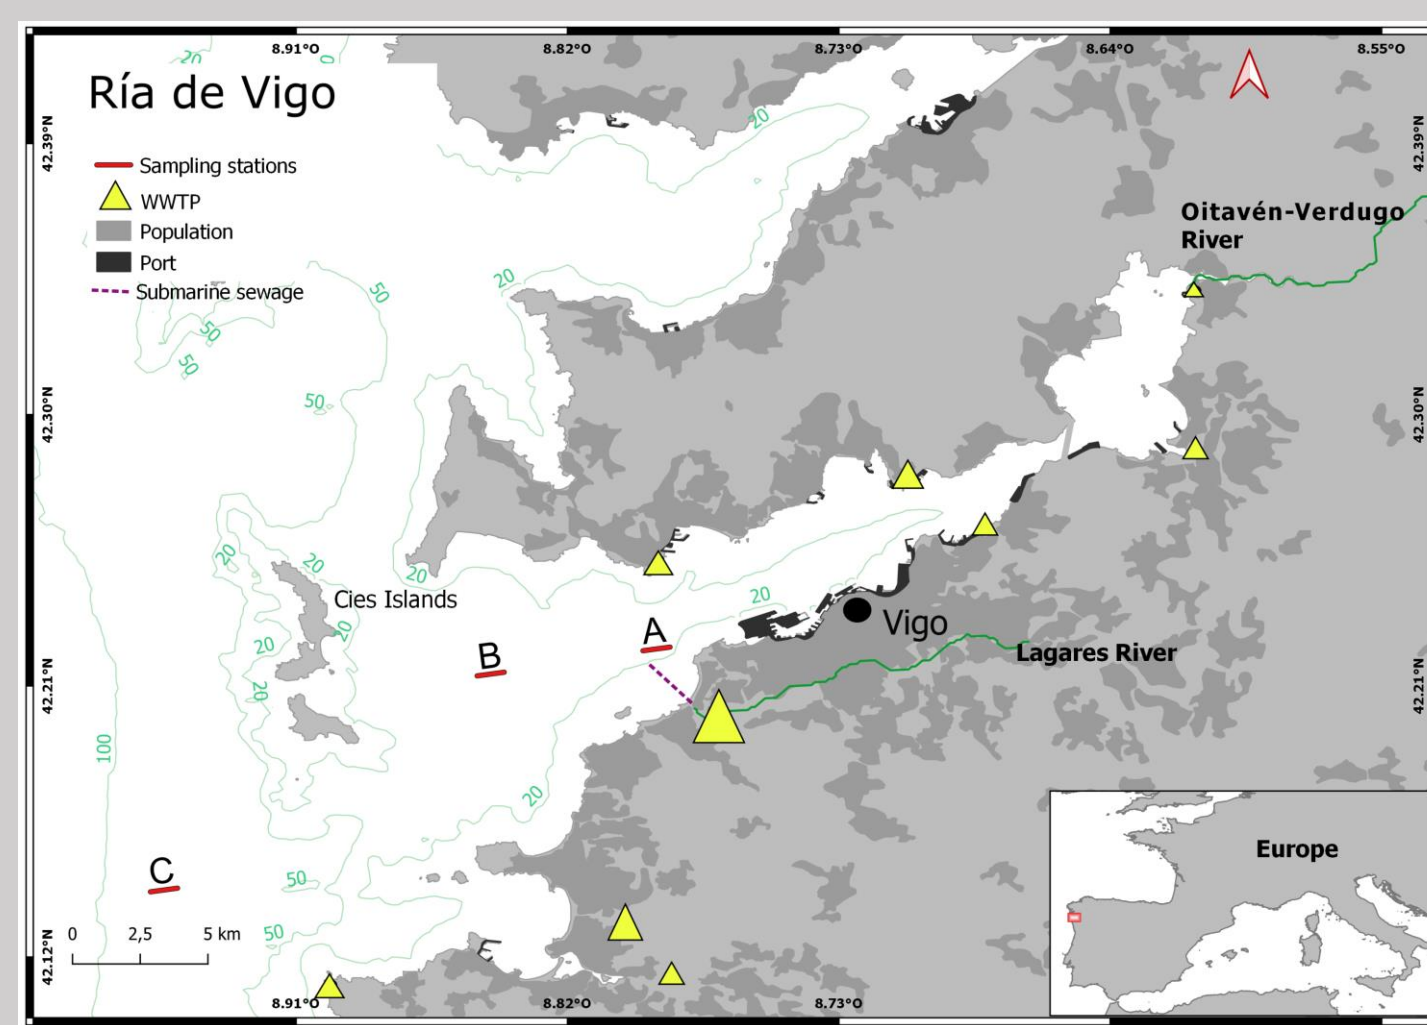 8.91°O
8.82°O
8.73°O
8.64°O
8.55°O
20
0
Ría de Vigo
20
42.39°N
42.39°N
Sampling stations
WWTP
Population
Port
Submarine sewage
Oitavén-Verdugo
River
50
20
50
50
50
42.30°N
42.30°N
20
20
20
Cies Islands
20
20
A
Vigo
B
20
Lagares River
20
42.21°N
42.21°N
100
20
Europe
C
50
0
2,5
5 km
50
42.12°N
8.91°O
8.82°O
8.73°O